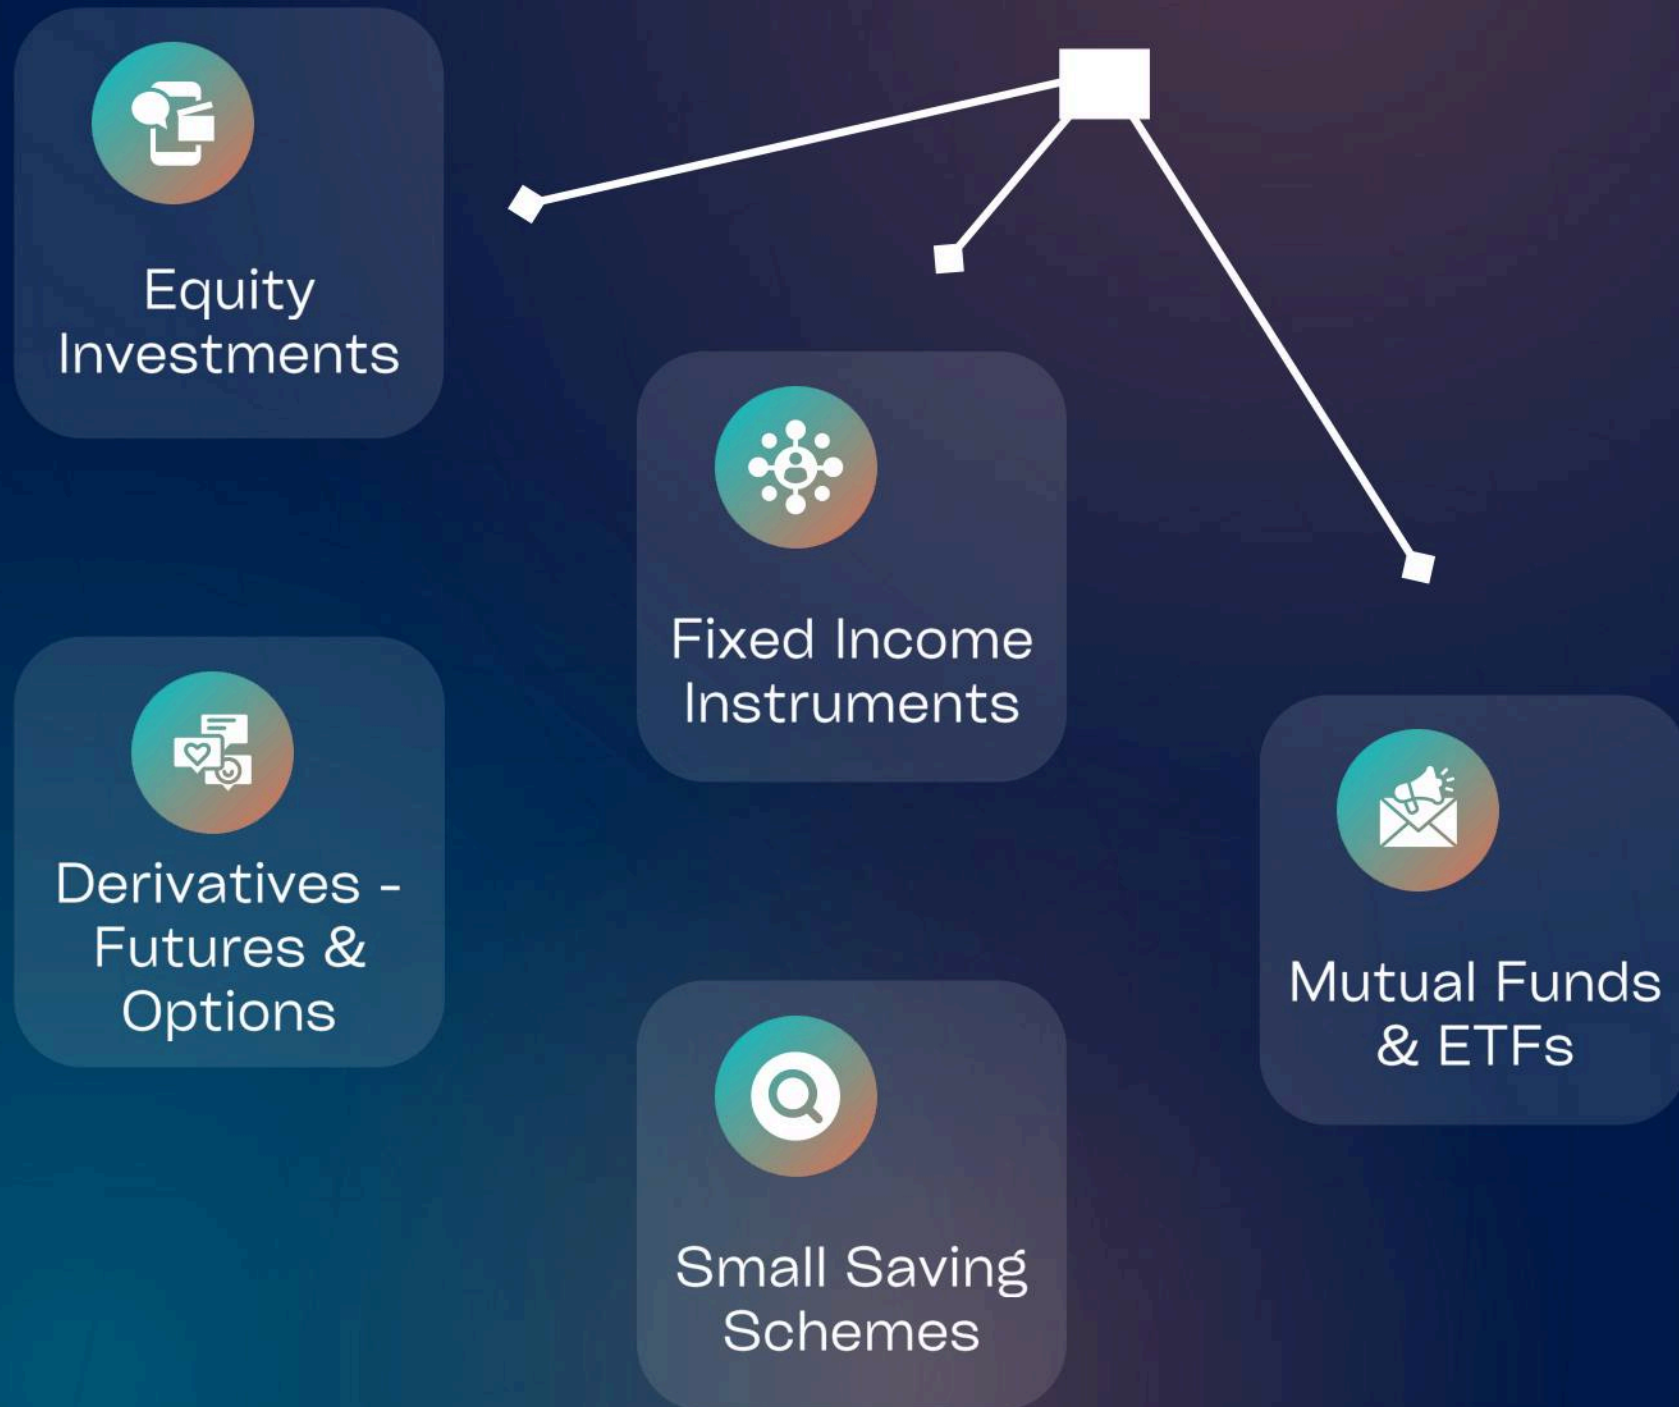 Equity
Investments
Fixed Income
Instruments
Derivatives -
Futures &
Options
Mutual Funds
& ETFs
Small Saving
Schemes